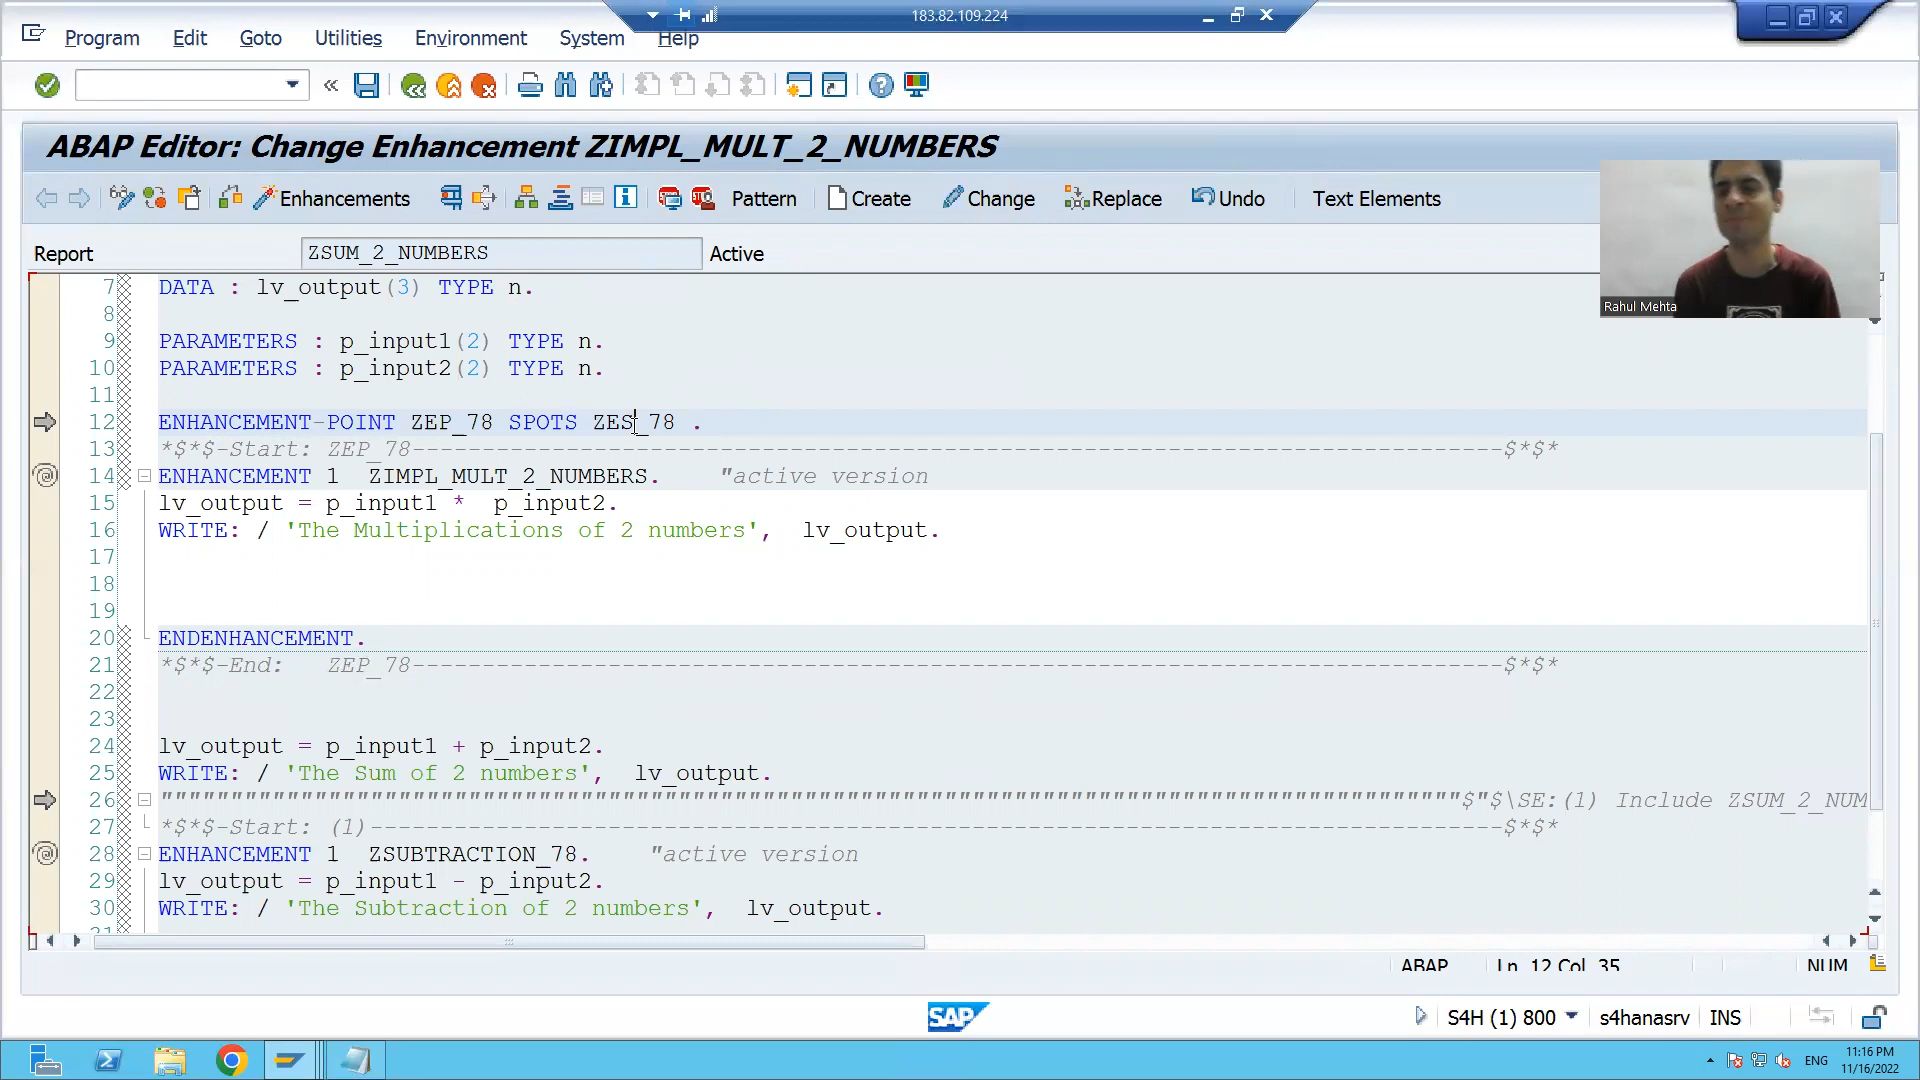 183.82.109.224
Program Edit Goto Utilities Environment System Help
ABAP Editor: Change Enhancement ZIMPL_MULT_2_NUMBERS
Enhancements Pattern Create Change Replace Undo Text Elements
Report ZSUM_2_NUMBERS Active
Rahul Mehta
7 DATA : lv_output(3) TYPE n.
8
9 PARAMETERS : p_input1(2) TYPE n.
10 PARAMETERS : p_input2(2) TYPE n.
11
12 ENHANCEMENT-POINT ZEP_78 SPOTS ZES_78 .
13 *$*$-Start: ZEP_78------------------------------------------------------------------------------$*$*
14 ENHANCEMENT 1 ZIMPL_MULT_2_NUMBERS. "active version
15 lv_output = p_input1 * p_input2.
16 WRITE: / 'The Multiplications of 2 numbers', lv_output.
17
18
19
20 ENDENHANCEMENT.
21 *$*$-End: ZEP_78------------------------------------------------------------------------------$*$*
22
23
24 lv_output = p_input1 + p_input2.
25 WRITE: / 'The Sum of 2 numbers', lv_output.
26 """"""""""""""""""""""""""""""""""""""""""""""""""""""""""""""""""""""""""""""""""""""""""""""$"$\SE:(1) Include ZSUM_2_NUM
27 *$*$-Start: (1)---------------------------------------------------------------------------------$*$*
28 ENHANCEMENT 1 ZSUBTRACTION_78. "active version
29 lv_output = p_input1 - p_input2.
30 WRITE: / 'The Subtraction of 2 numbers', lv_output.
ABAP Ln 12 Col 35 NUM
SAP S4H (1) 800 s4hanasrv INS
ENG 11:16 PM
11/16/2022